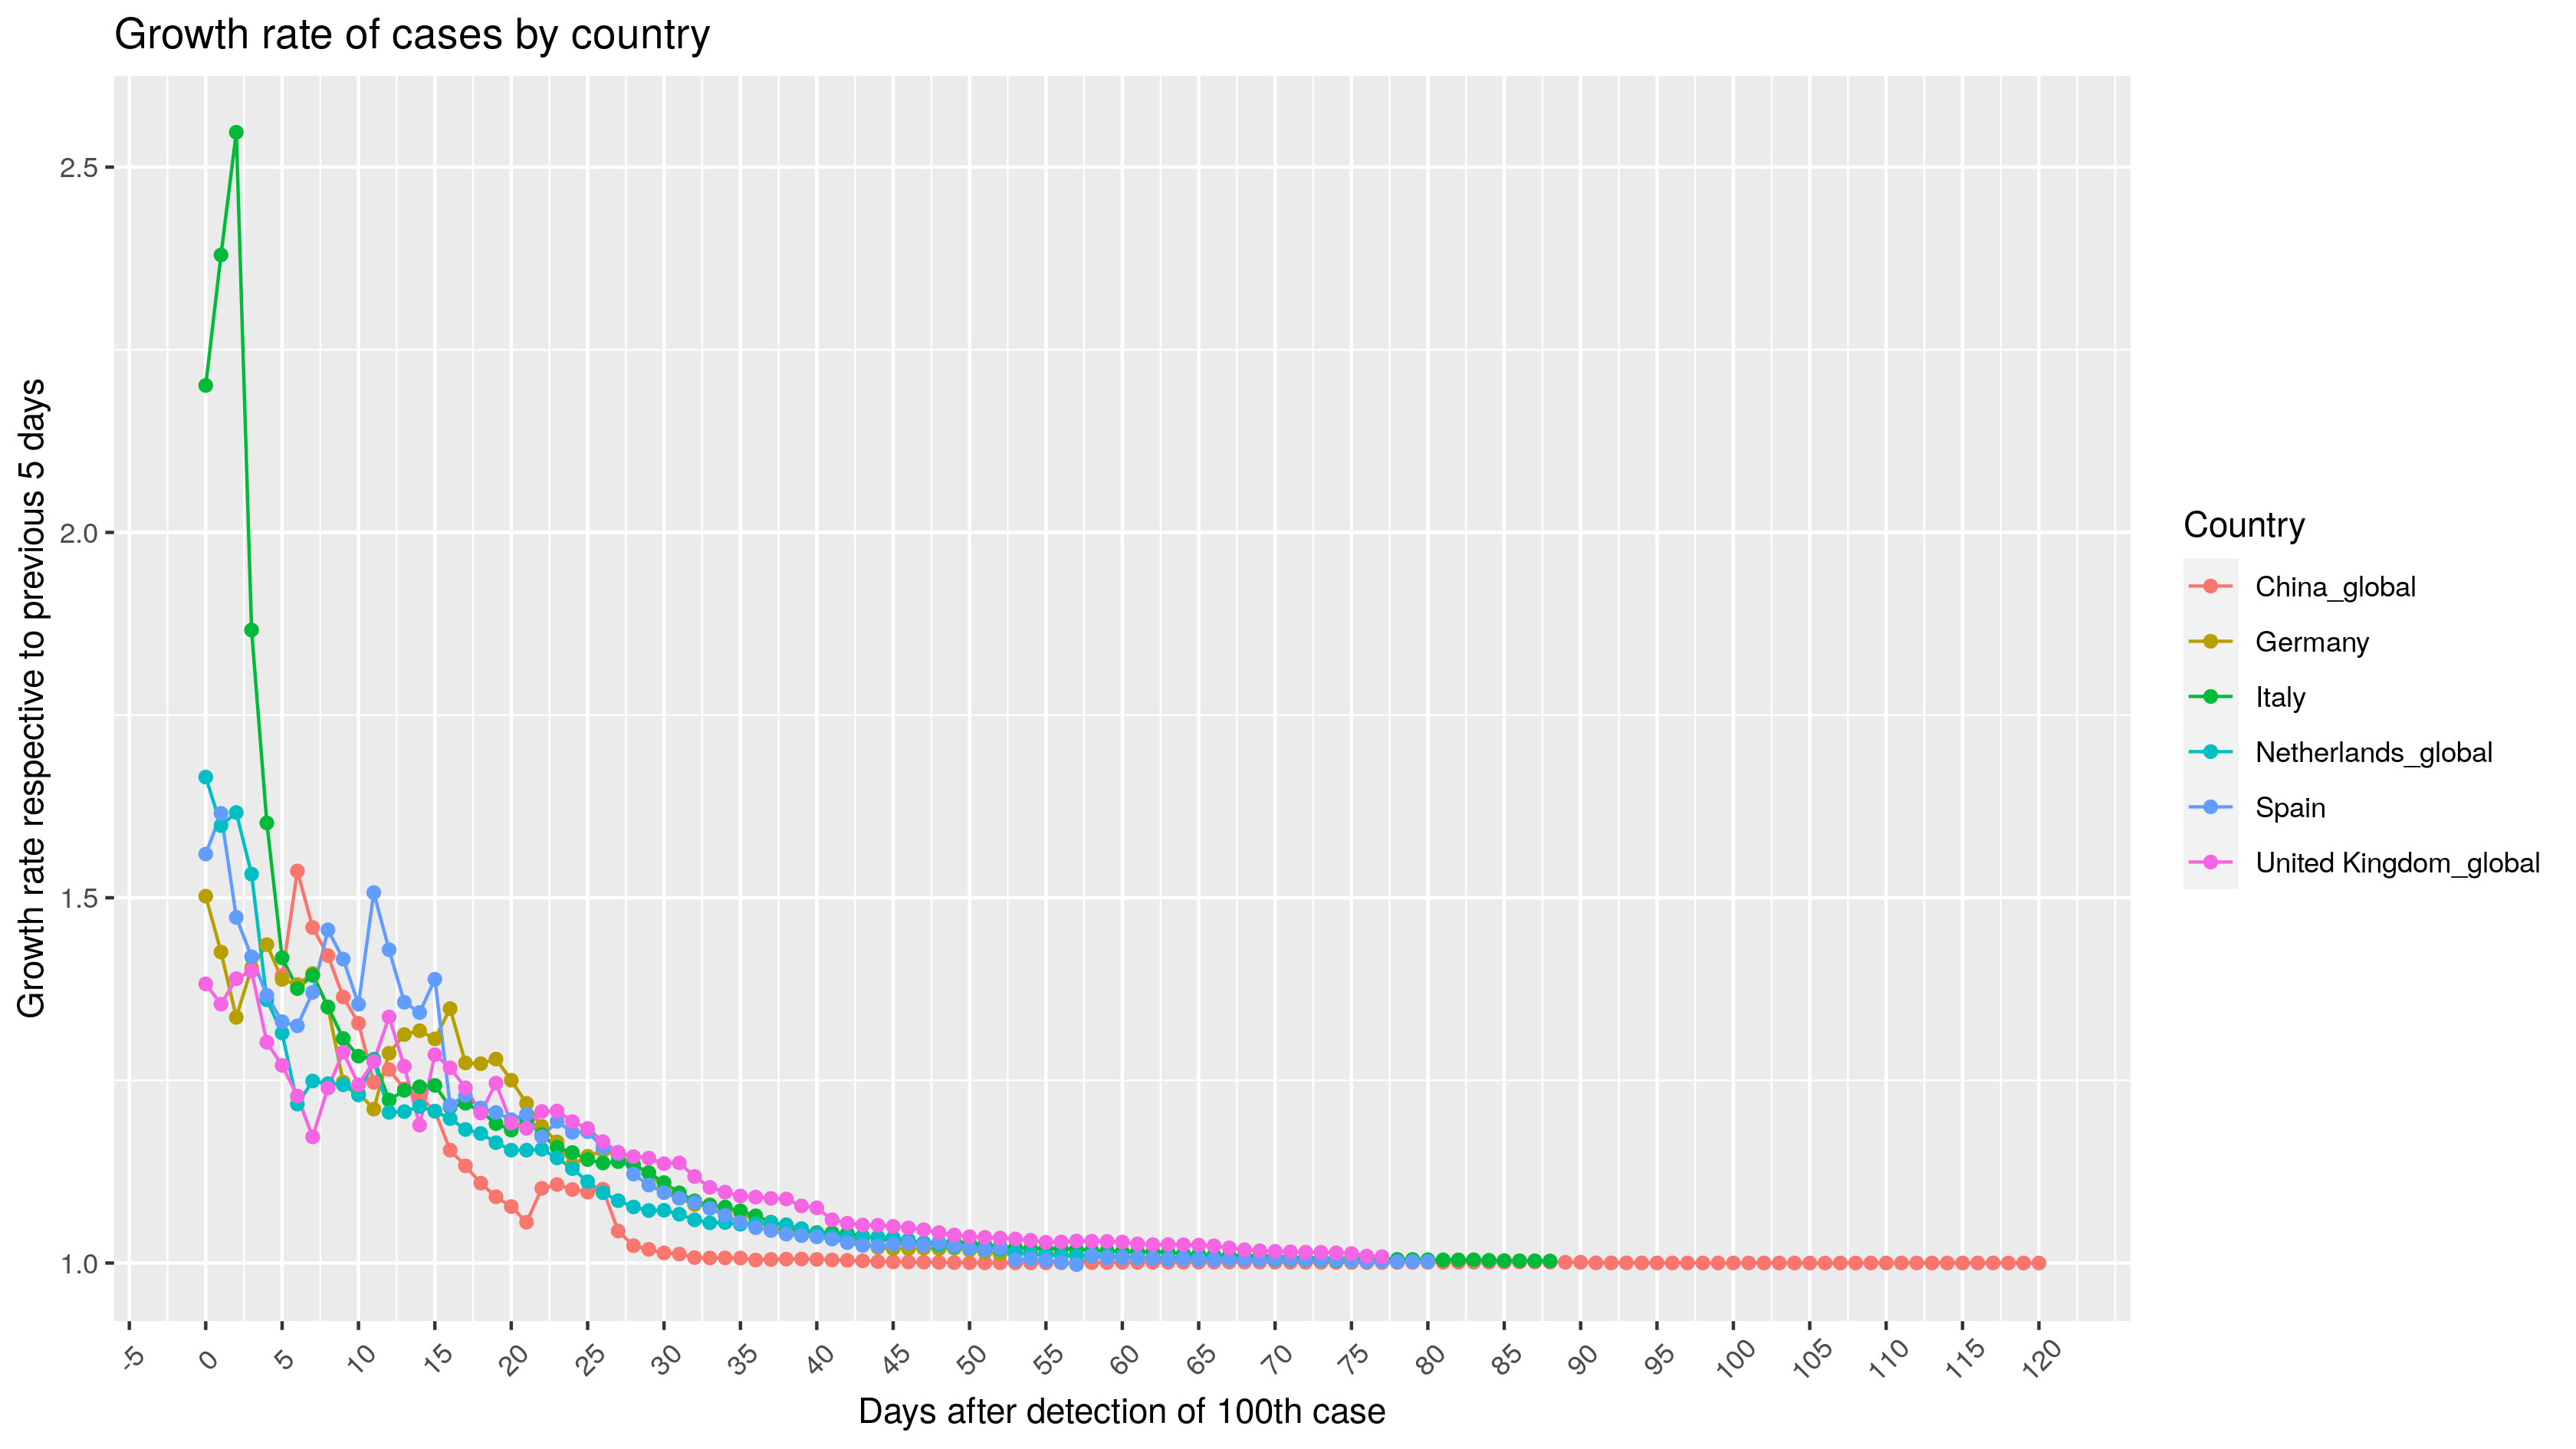 Growth rate of cases by country
Growth rate respective to previous 5 days
2.5
2.0
1.5
1.0
-5 0 5 10 15 20 25 30 35 40 45 50 55 60 65 70 75 80 85 90 95 100 105 110 115 120
Days after detection of 100th case
Country
China_global
Germany
Italy
Netherlands_global
Spain
United Kingdom_global